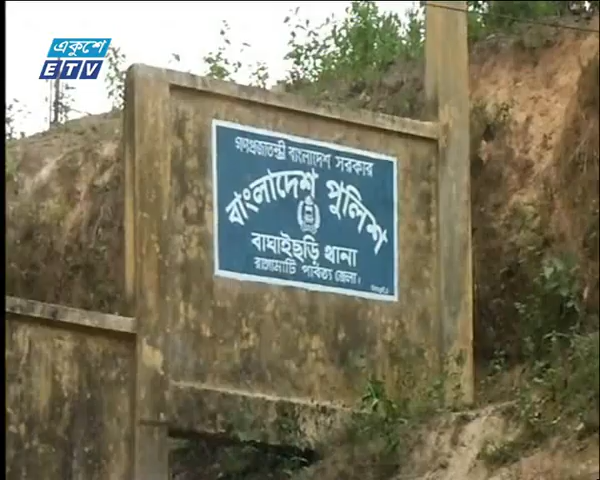 একুশে
ETV
গণপ্রজাতন্ত্রী বাংলাদেশ সরকার
বাংলাদেশ পুলিশ
বাঘাইছড়ি থানা
রাঙ্গামাটি পার্বত্য জেলা।